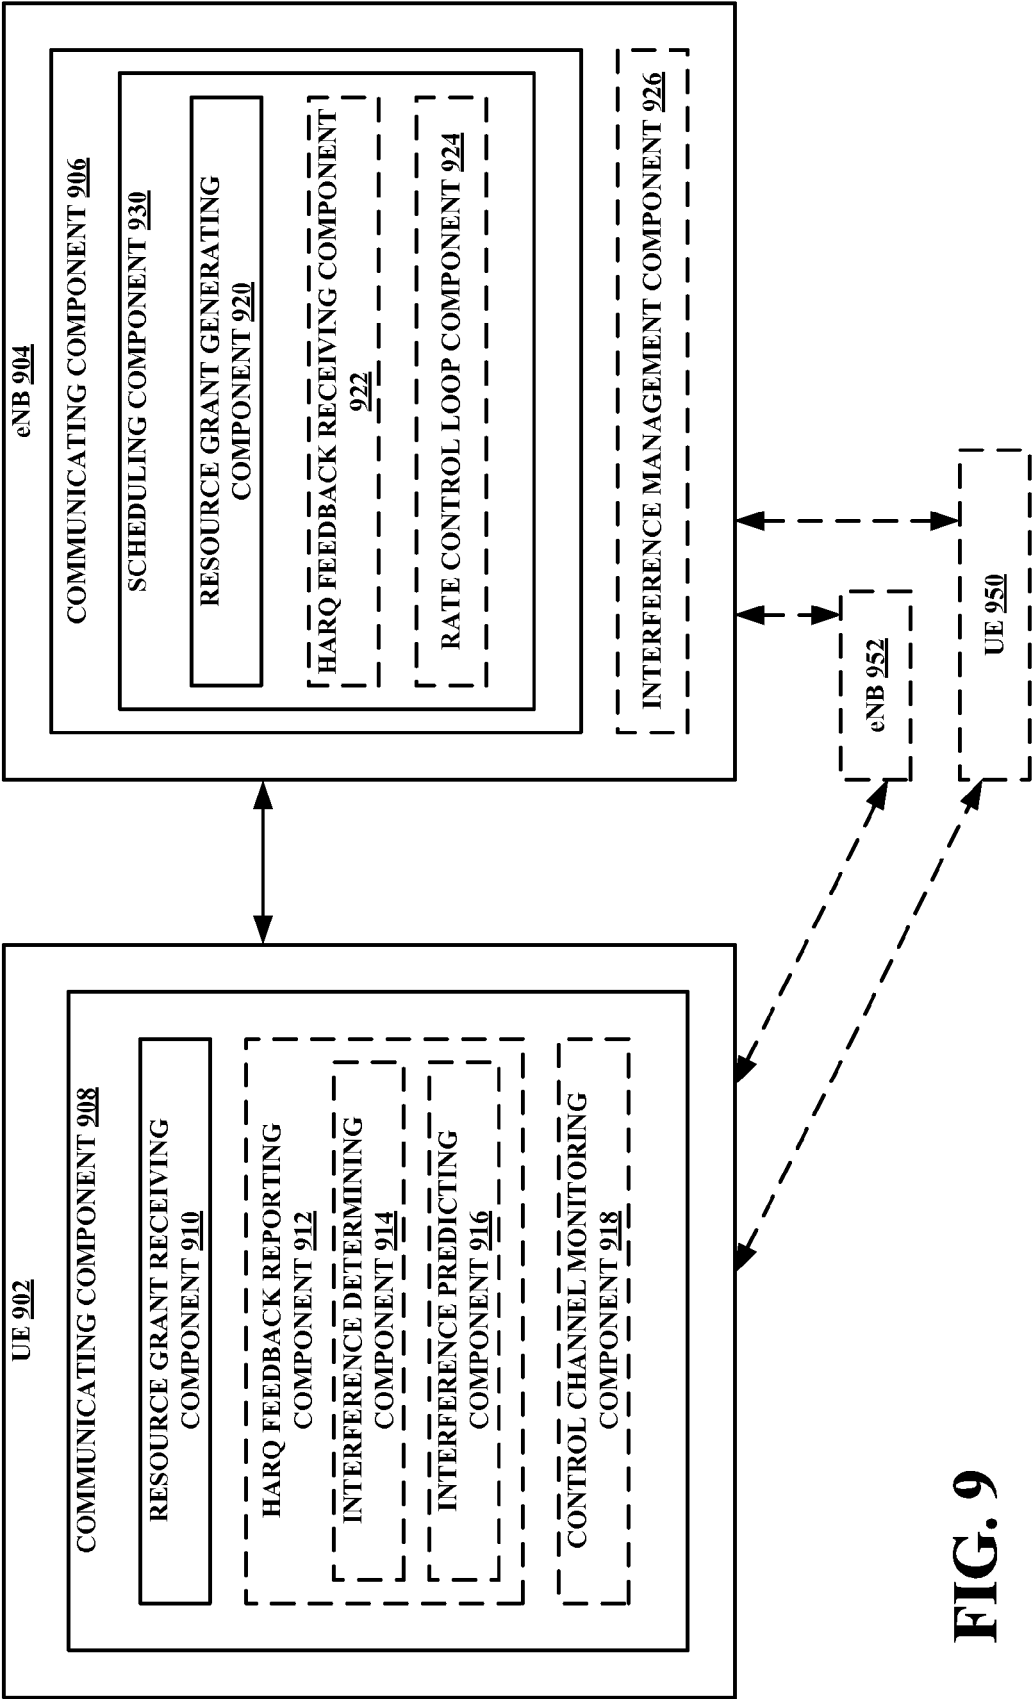 UE 902
COMMUNICATING COMPONENT 908
RESOURCE GRANT RECEIVING
COMPONENT 910
HARQ FEEDBACK REPORTING
COMPONENT 912
INTERFERENCE DETERMINING
COMPONENT 914
INTERFERENCE PREDICTING
COMPONENT 916
CONTROL CHANNEL MONITORING
COMPONENT 918
eNB 904
COMMUNICATING COMPONENT 906
SCHEDULING COMPONENT 930
RESOURCE GRANT GENERATING
COMPONENT 920
HARQ FEEDBACK RECEIVING COMPONENT
922
RATE CONTROL LOOP COMPONENT 924
INTERFERENCE MANAGEMENT COMPONENT 926
eNB 952
UE 950
FIG. 9